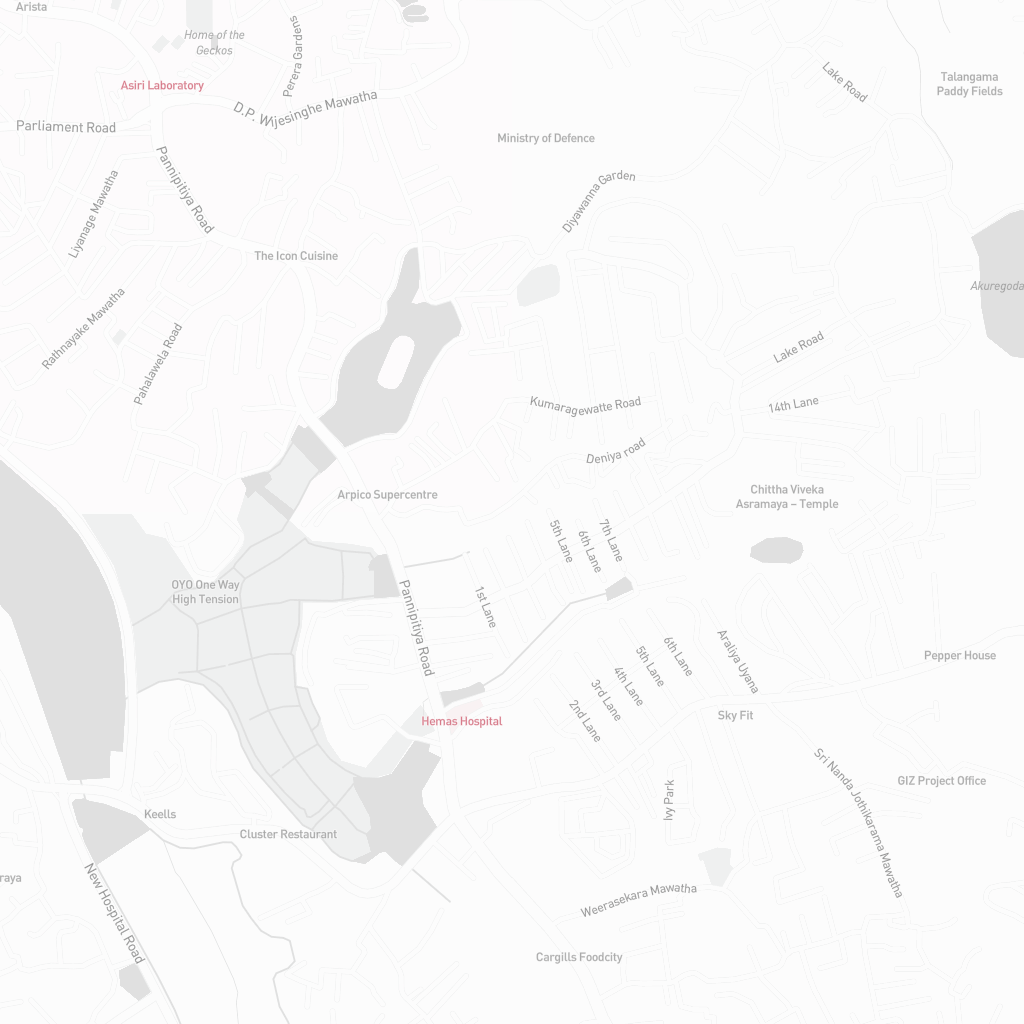 Arista
Home of the
Geckos
Perera Gardens
Asiri Laboratory
D.P. Wijesinghe Mawatha
Parliament Road
Pannipitiya Road
Liyanage Mawatha
Lake Road
Talangama
Paddy Fields
Ministry of Defence
Diyawanna Garden
The Icon Cuisine
Akuregoda
Rathnayake Mawatha
Pahalawela Road
Lake Road
Kumaragewatte Road
14th Lane
Deniya road
Arpico Supercentre
Chittha Viveka
Asramaya – Temple
5th Lane
6th Lane
7th Lane
OYO One Way
High Tension
1st Lane
Pannipitiya Road
6th Lane
5th Lane
4th Lane
3rd Lane
2nd Lane
Araliya Uyana
Pepper House
Hemas Hospital
Sky Fit
Sri Nanda Jothikarama Mawatha
GIZ Project Office
Ivy Park
Keells
Cluster Restaurant
raya
New Hospital Road
Weerasekara Mawatha
Cargills Foodcity